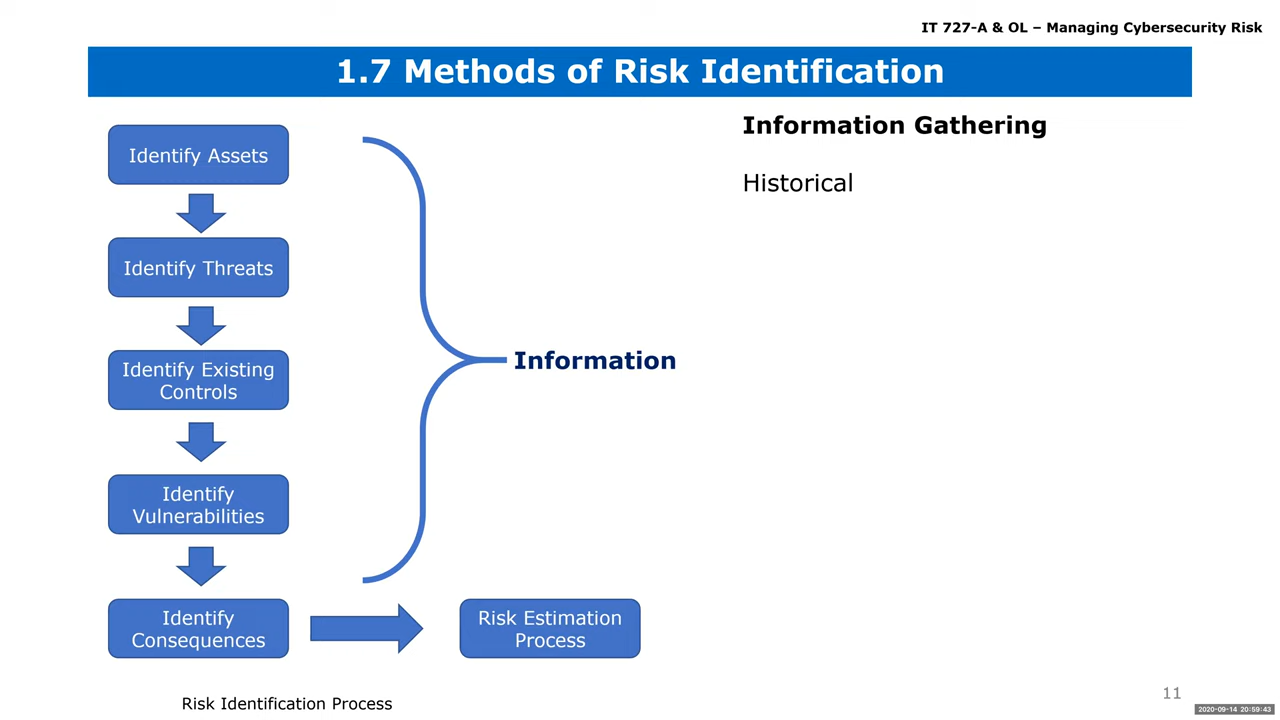 IT 727-A & OL – Managing Cybersecurity Risk
1.7 Methods of Risk Identification
Identify Assets
Identify Threats
Identify Existing
Controls
Identify
Vulnerabilities
Identify
Consequences
Risk Estimation
Process
Information
Information Gathering
Historical
Risk Identification Process
11
2020-09-14 20:59:43